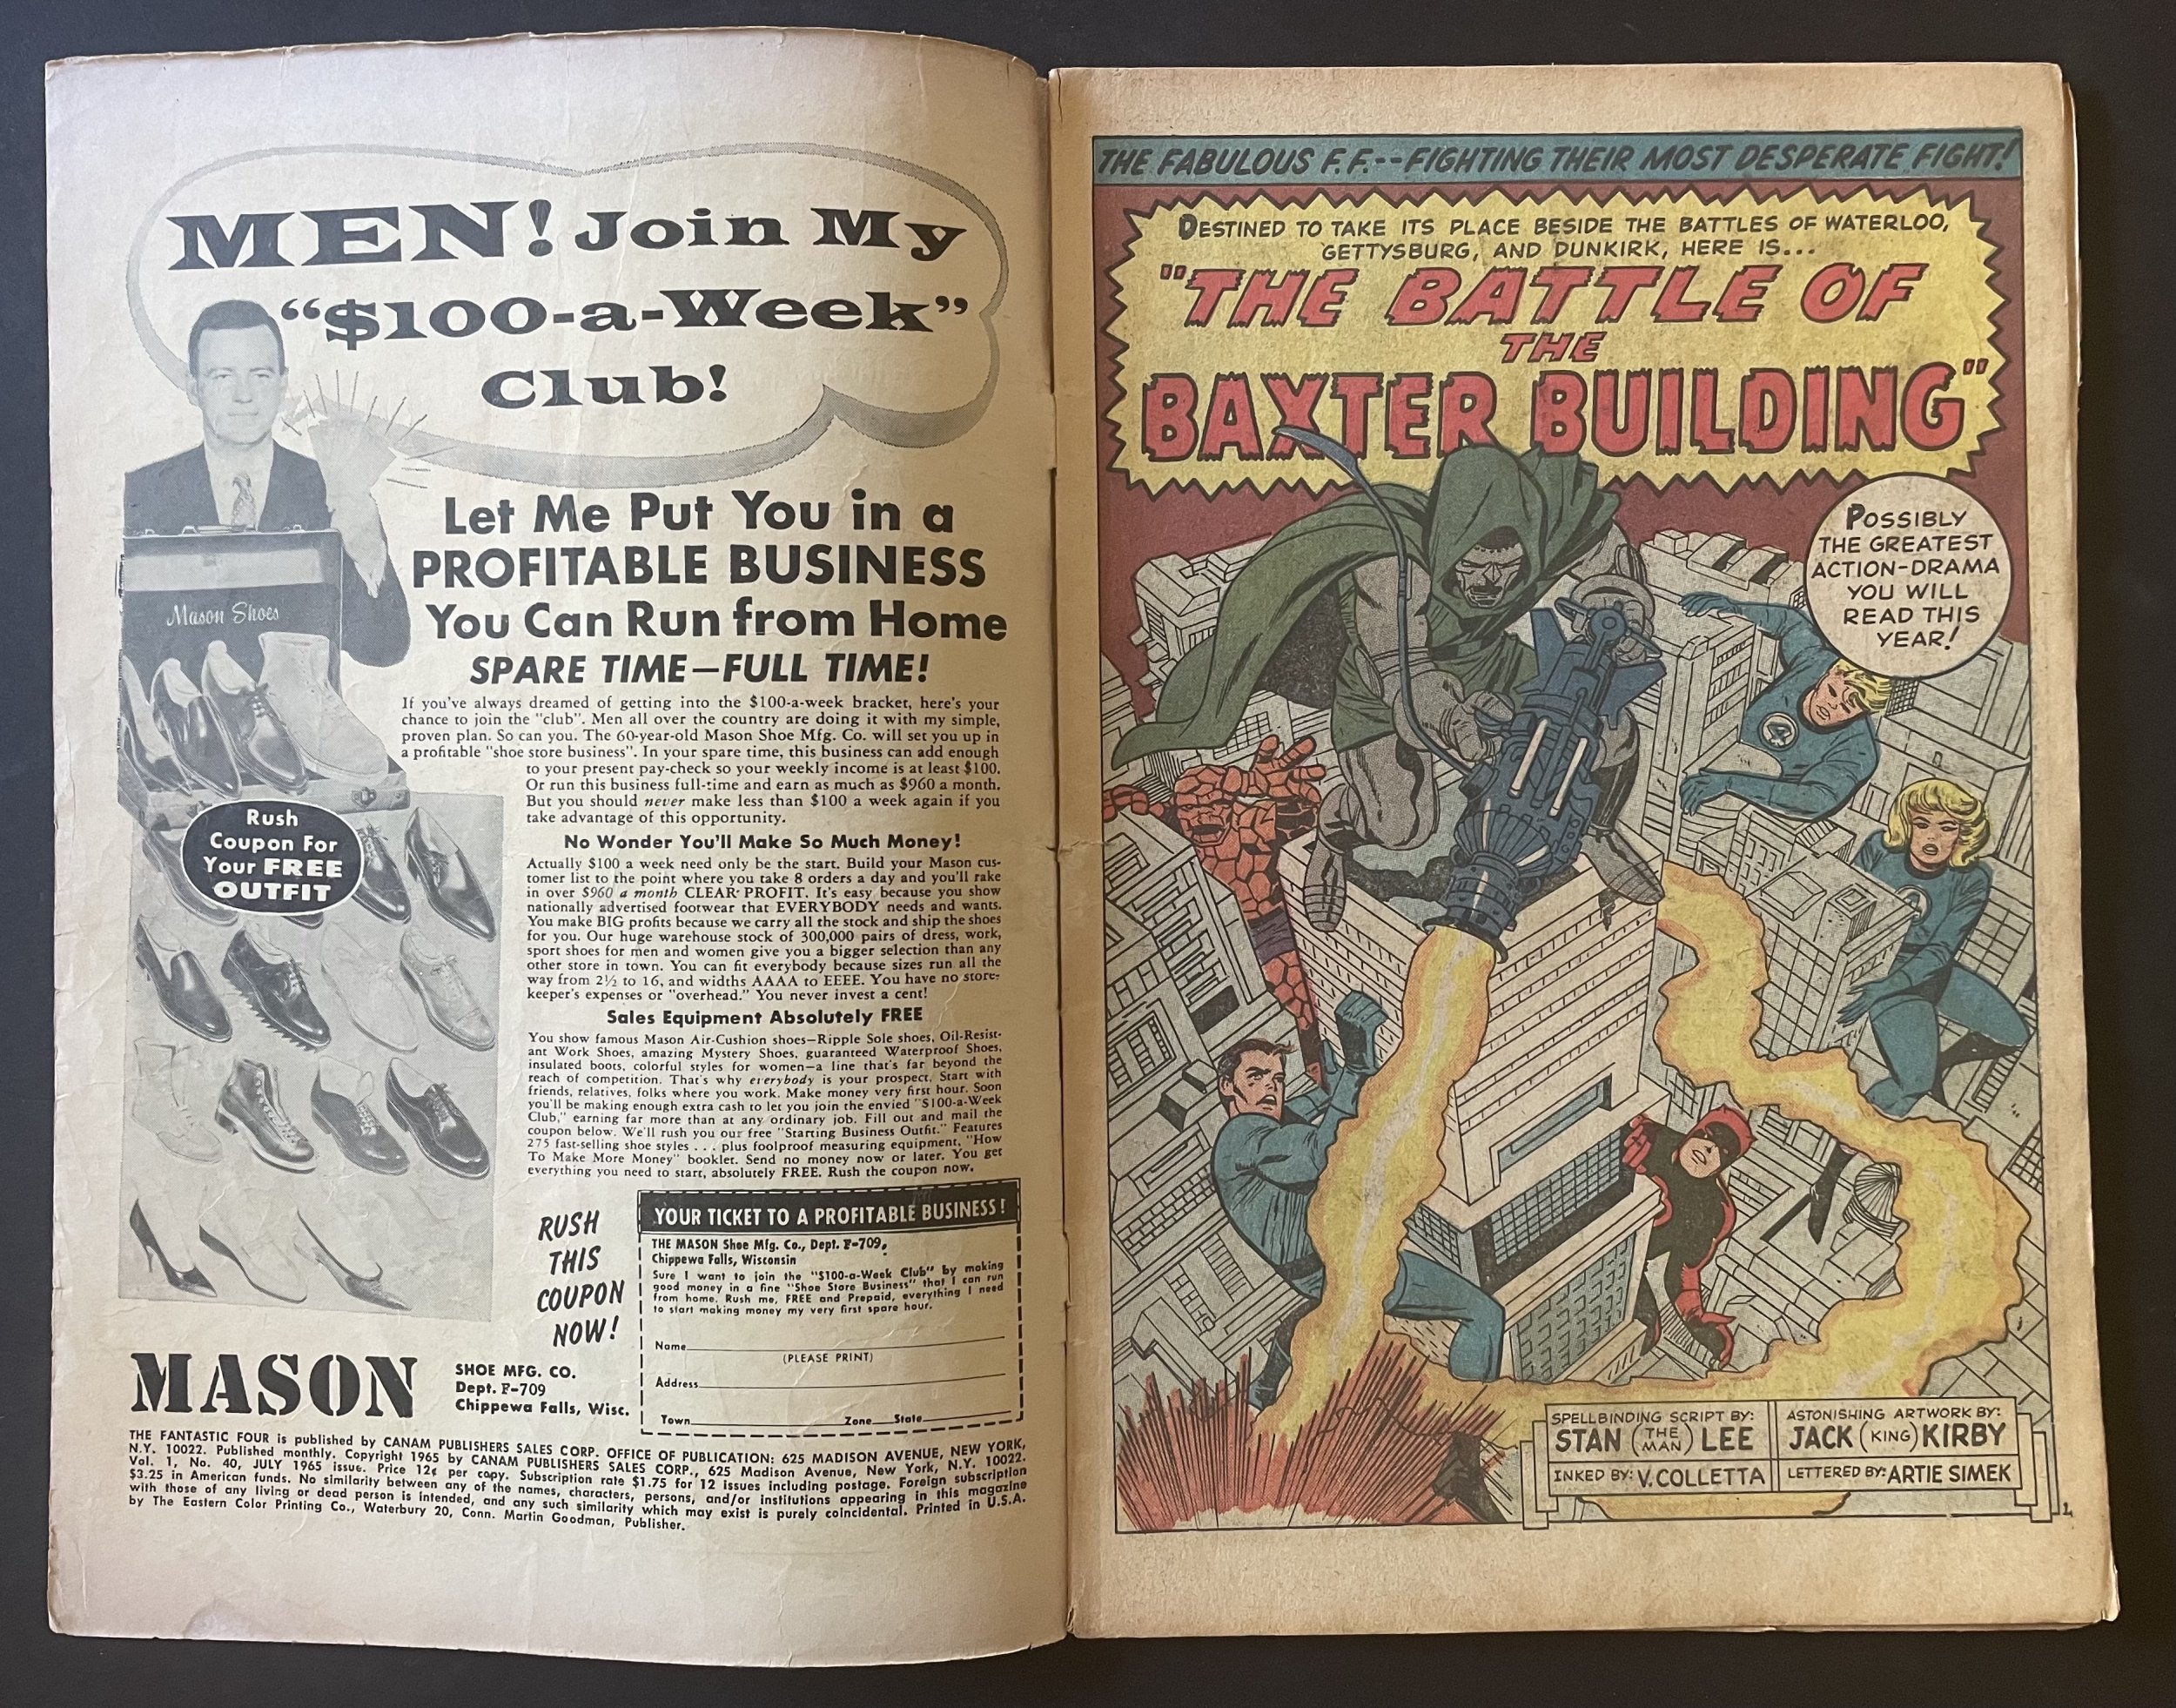 MEN! Join My
“$100-a-Week”
Club!
Mason Shoes
Let Me Put You in a
PROFITABLE BUSINESS
You Can Run from Home
SPARE TIME—FULL TIME!
If you've always dreamed of getting into the $100-a-week bracket, here's your
chance to join the "club". Men all over the country are doing it with my simple,
proven plan. So can you. The 60-year-old Mason Shoe Mfg. Co. will set you up in
a profitable "shoe store business". In your spare time, this business can add enough
to your present pay-check so your weekly income is at least $100.
Or run this business full-time and earn as much as $960 a month.
But you should never make less than $100 a week again if you
take advantage of this opportunity.
Rush
Coupon For
Your FREE
OUTFIT
No Wonder You'll Make So Much Money!
Actually $100 a week need only be the start. Build your Mason cus-
tomer list to the point where you take 8 orders a day and you'll rake
in over $960 a month CLEAR PROFIT. It's easy because you show
nationally advertised footwear that EVERYBODY needs and wants.
You make BIG profits because we carry all the stock and ship the shoes
for you. Our huge warehouse stock of 300,000 pairs of dress, work,
sport shoes for men and women give you a bigger selection than any
other store in town. You can fit everybody because sizes run all the
way from 2½ to 16, and widths AAAA to EEEE. You have no store-
keeper's expenses or "overhead." You never invest a cent!
Sales Equipment Absolutely FREE
You show famous Mason Air-Cushion shoes—Ripple Sole shoes, Oil-Resist-
ant Work Shoes, amazing Mystery Shoes, guaranteed Waterproof Shoes,
insulated boots, colorful styles for women—a line that's far beyond the
reach of competition. That's why everybody is your prospect. Start with
friends, relatives, folks where you work. Make money very first hour. Soon
you'll be making enough extra cash to let you join the envied "$100-a-Week
Club," earning far more than at any ordinary job. Fill out and mail the
coupon below. We'll rush you our free "Starting Business Outfit." Features
275 fast-selling shoe styles . . . plus foolproof measuring equipment, "How
To Make More Money" booklet. Send no money now or later. You get
everything you need to start, absolutely FREE. Rush the coupon now.
RUSH
THIS
COUPON
NOW!
YOUR TICKET TO A PROFITABLE BUSINESS!
THE MASON Shoe Mfg. Co., Dept. F-709,
Chippewa Falls, Wisconsin
Sure I want to join the "$100-a-Week Club" by making
good money in a fine "Shoe Store Business" that I can run
from home. Rush me, FREE and Prepaid, everything I need
to start making money my very first spare hour.
Name
(PLEASE PRINT)
Address
Town Zone State
MASON
SHOE MFG. CO.
Dept. F-709
Chippewa Falls, Wisc.
THE FANTASTIC FOUR is published by CANAM PUBLISHERS SALES CORP. OFFICE OF PUBLICATION: 625 MADISON AVENUE, NEW YORK,
N.Y. 10022. Published monthly. Copyright 1965 by CANAM PUBLISHERS SALES CORP., 625 Madison Avenue, New York, N.Y. 10022.
Vol. 1, No. 40, JULY 1965 issue. Price 12¢ per copy. Subscription rate $1.75 for 12 issues including postage. Foreign subscription
$3.25 in American funds. No similarity between any of the names, characters, persons, and/or institutions appearing in this magazine
with those of any living or dead person is intended, and any such similarity which may exist is purely coincidental. Printed in U.S.A.
by The Eastern Color Printing Co., Waterbury 20, Conn. Martin Goodman, Publisher.
THE FABULOUS F.F.--FIGHTING THEIR MOST DESPERATE FIGHT!
DESTINED TO TAKE ITS PLACE BESIDE THE BATTLES OF WATERLOO,
GETTYSBURG, AND DUNKIRK, HERE IS...
"THE BATTLE OF
THE
BAXTER BUILDING"
POSSIBLY
THE GREATEST
ACTION-DRAMA
YOU WILL
READ THIS
YEAR!
4
SPELLBINDING SCRIPT BY:
STAN (THE MAN) LEE
ASTONISHING ARTWORK BY:
JACK (KING) KIRBY
INKED BY: V. COLLETTA
LETTERED BY: ARTIE SIMEK
1